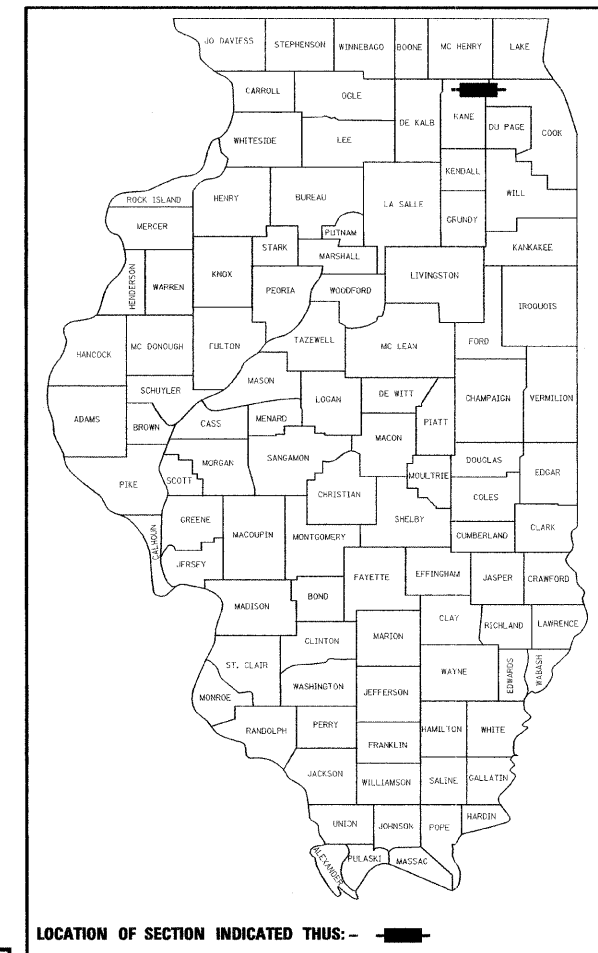 JO DAVIESS STEPHENSON WINNEBAGO BOONE MC HENRY LAKE
CARROLL OGLE
DE KALB KANE DU PAGE COOK
WHITESIDE LEE
KENDALL
ROCK ISLAND HENRY BUREAU LA SALLE WILL
GRUNDY
MERCER PUTNAM
STARK MARSHALL KANKAKEE
HENDERSON WARREN KNOX PEORIA WOODFORD LIVINGSTON
IROQUOIS
HANCOCK MC DONOUGH FULTON TAZEWELL MC LEAN FORD
MASON
SCHUYLER LOGAN DE WITT CHAMPAIGN VERMILION
ADAMS BROWN CASS MENARD PIATT
MACON
PIKE SCOTT MORGAN SANGAMON MOULTRIE DOUGLAS EDGAR
CHRISTIAN COLES
GREENE SHELBY
CALHOUN MACOUPIN MONTGOMERY CUMBERLAND CLARK
JERSEY
FAYETTE EFFINGHAM JASPER CRAWFORD
MADISON BOND
CLAY RICHLAND LAWRENCE
CLINTON MARION
ST. CLAIR WAYNE EDWARDS WABASH
WASHINGTON JEFFERSON
MONROE
RANDOLPH PERRY HAMILTON WHITE
FRANKLIN
JACKSON WILLIAMSON SALINE GALLATIN
UNION JOHNSON POPE HARDIN
ALEXANDER PULASKI MASSAC
LOCATION OF SECTION INDICATED THUS: –